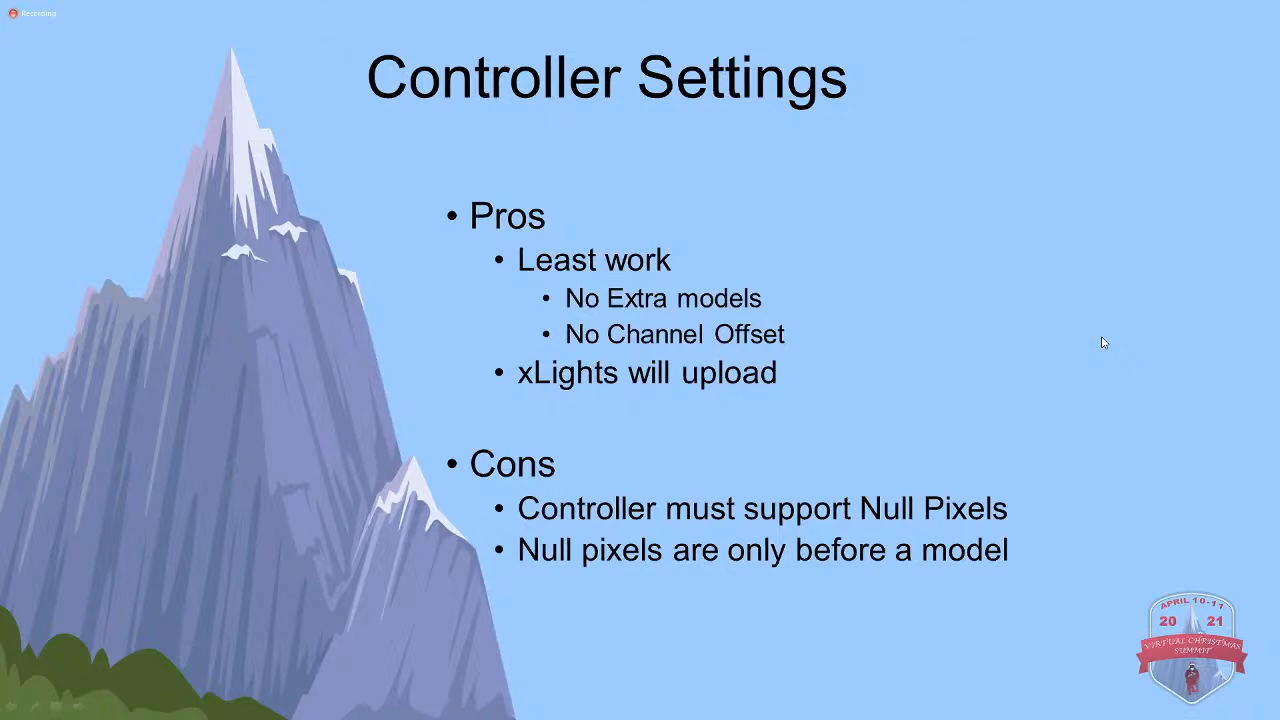 Recording
Controller Settings
• Pros
• Least work
• No Extra models
• No Channel Offset
• xLights will upload
• Cons
• Controller must support Null Pixels
• Null pixels are only before a model
APRIL 10-11
20 21
VIRTUAL CHRISTMAS
SUMMIT